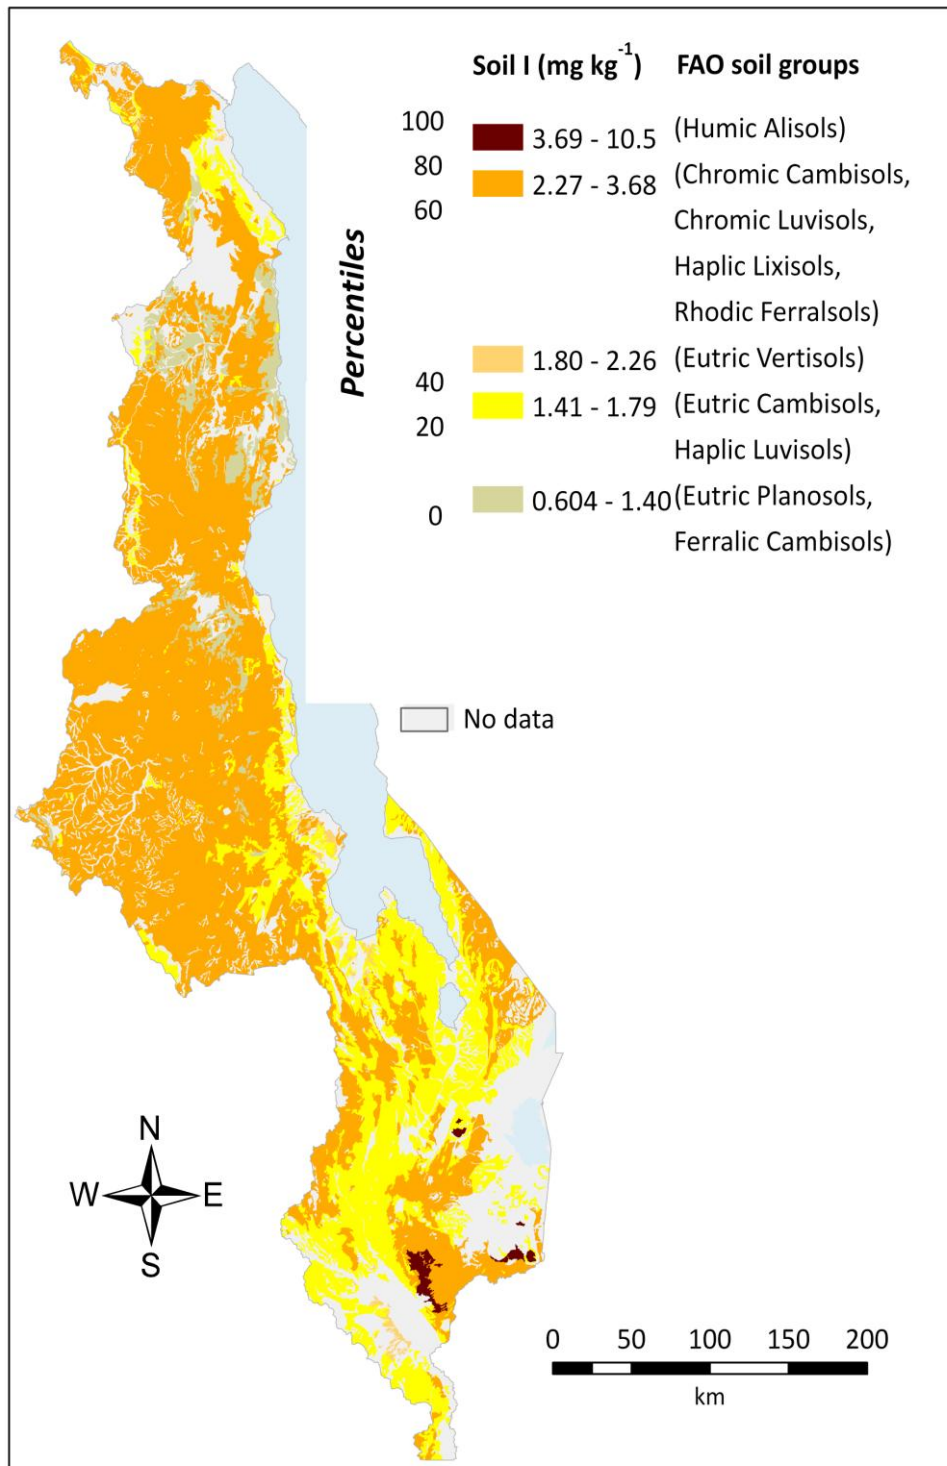 Soil I (mg kg⁻¹) FAO soil groups
100
3.69 - 10.5 (Humic Alisols)
80
2.27 - 3.68 (Chromic Cambisols,
60
Chromic Luvisols,
Haplic Lixisols,
Rhodic Ferralsols)
Percentiles
1.80 - 2.26 (Eutric Vertisols)
40
1.41 - 1.79 (Eutric Cambisols,
20
Haplic Luvisols)
0.604 - 1.40 (Eutric Planosols,
0
Ferralic Cambisols)
No data
N
W E
S
0 50 100 150 200
km